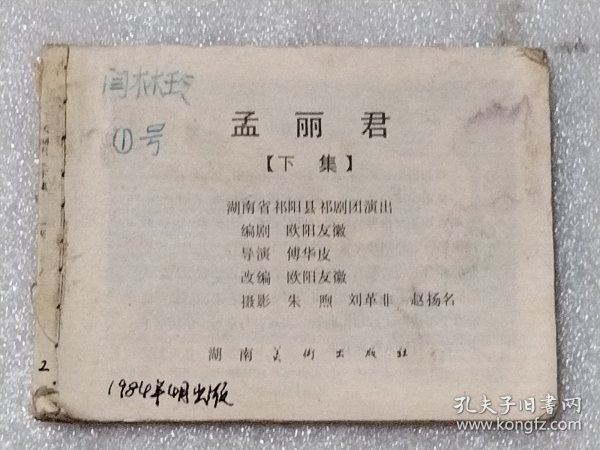 闫林玲
①号
孟丽君
【下集】
湖南省祁阳县祁剧团演出
编剧 欧阳友徽
导演 傅华皮
改编 欧阳友徽
摄影 朱煦 刘革非 赵扬名
湖南美术出版社
2
1984年4月出版
孔夫子旧书网
www.kongfz.com